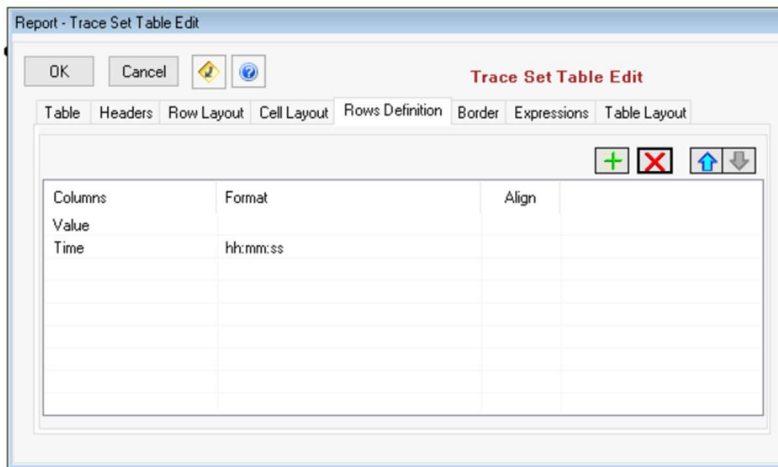 Report - Trace Set Table Edit
OK Cancel Trace Set Table Edit
Table Headers Row Layout Cell Layout Rows Definition Border Expressions Table Layout
Columns Format Align
Value
Time hh:mm:ss